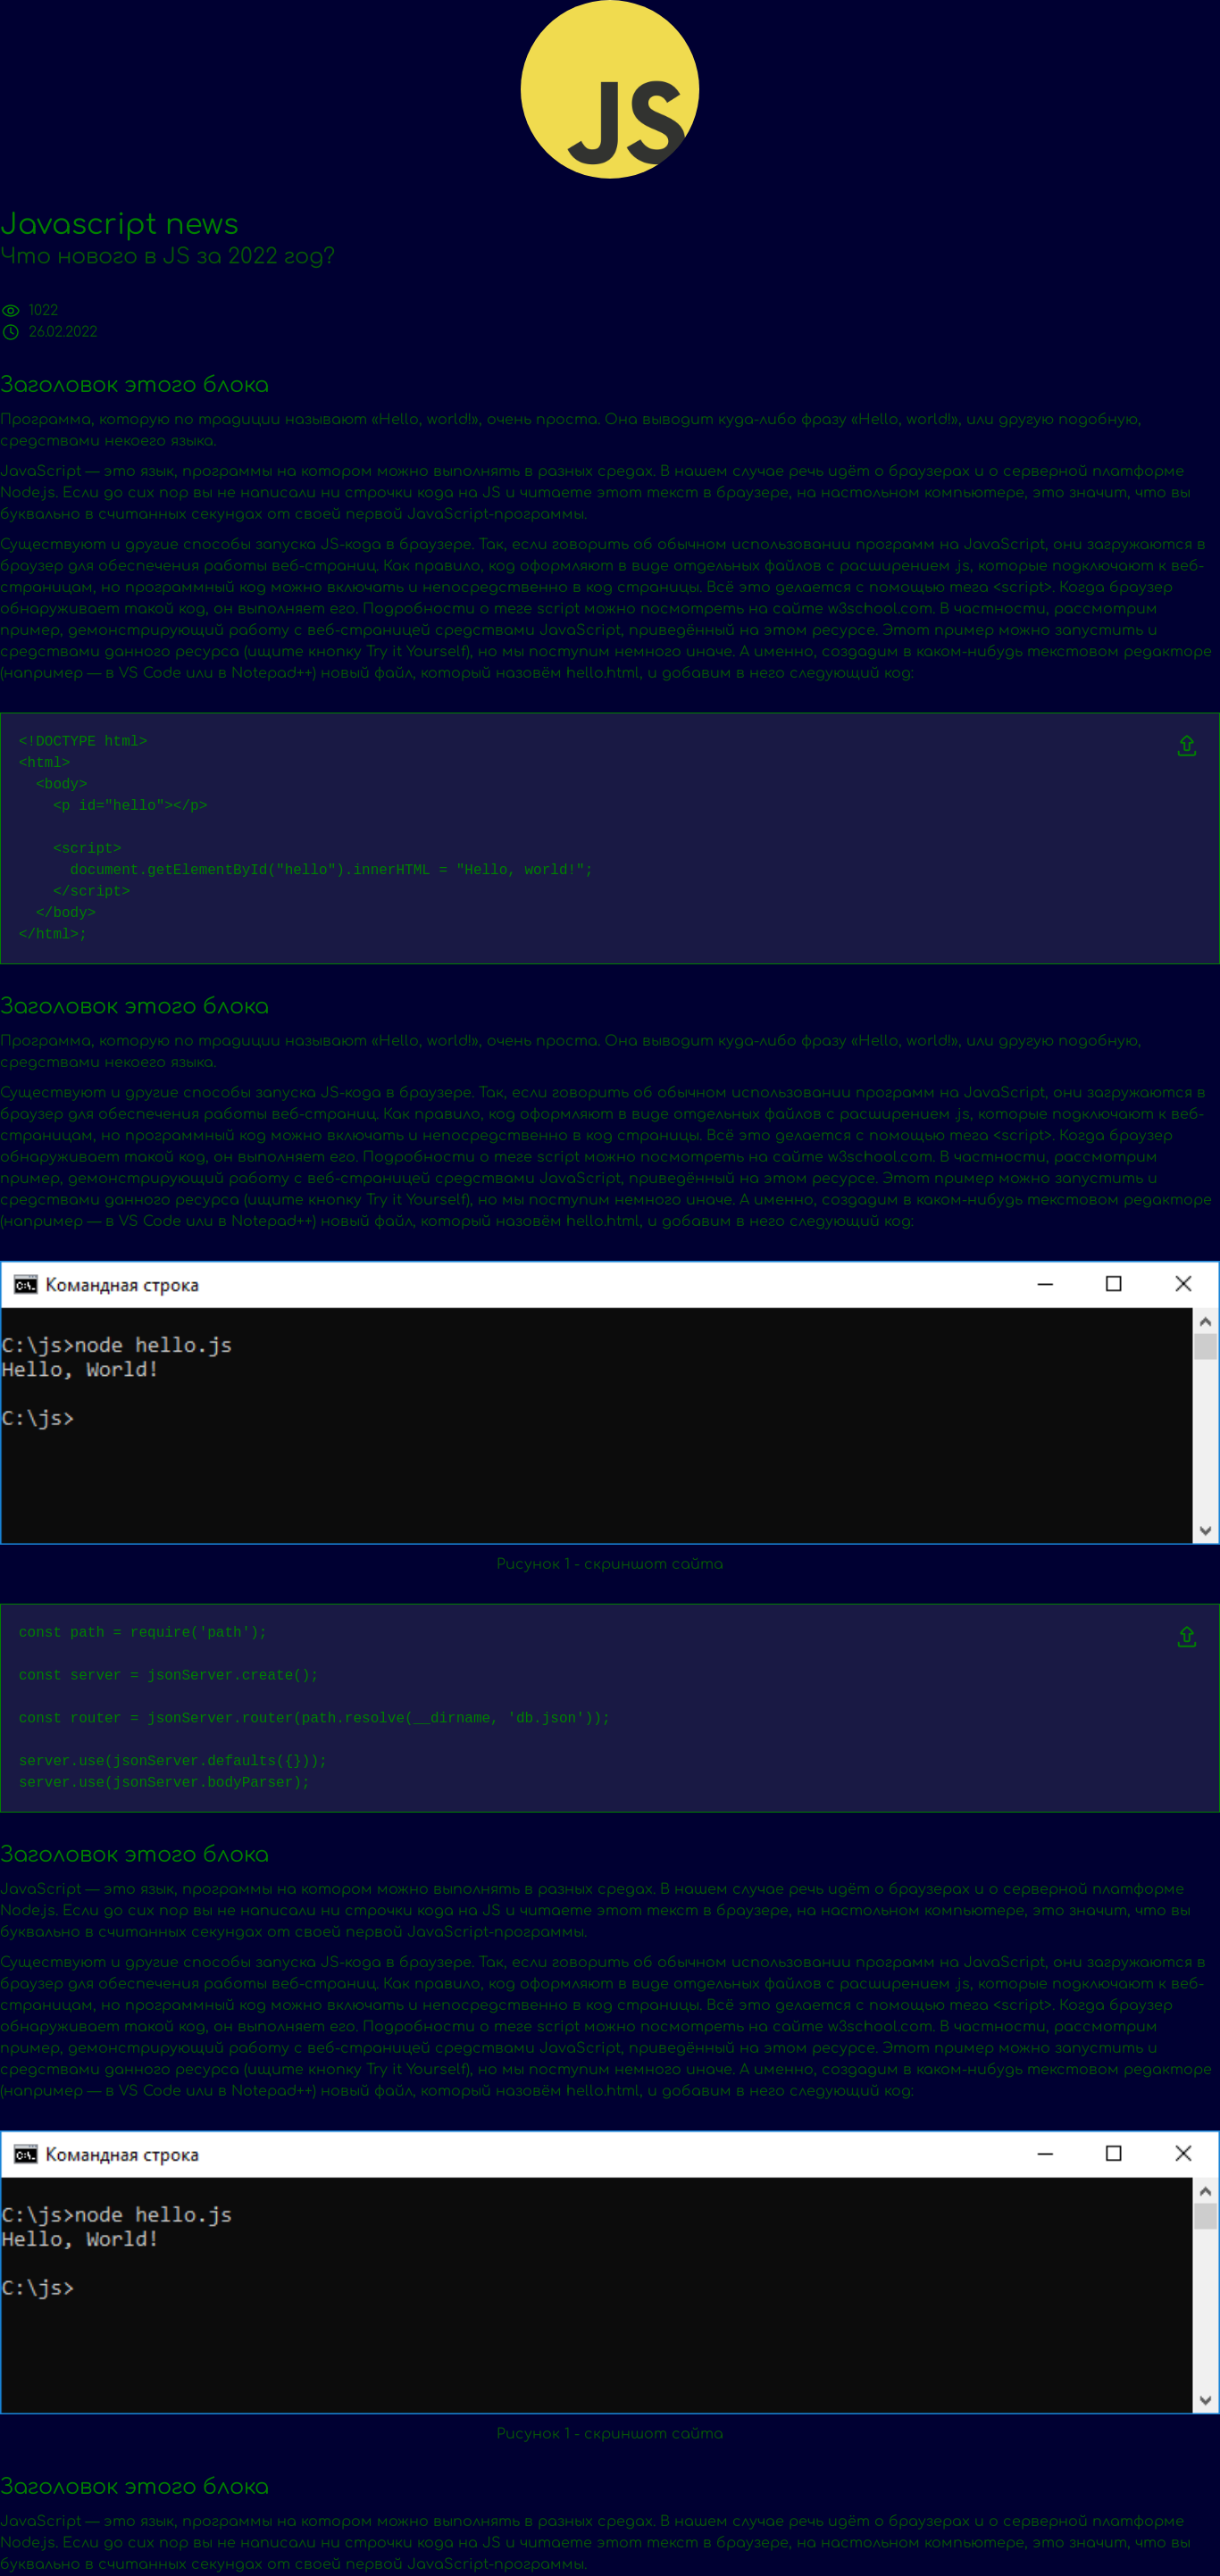 JS
Javascript news
Что нового в JS за 2022 год?
1022
26.02.2022
Заголовок этого блока
Программа, которую по традиции называют «Hello, world!», очень проста. Она выводит куда-либо фразу «Hello, world!», или другую подобную,
средствами некоего языка.
JavaScript — это язык, программы на котором можно выполнять в разных средах. В нашем случае речь идёт о браузерах и о серверной платформе
Node.js. Если до сих пор вы не написали ни строчки кода на JS и читаете этот текст в браузере, на настольном компьютере, это значит, что вы
буквально в считанных секундах от своей первой JavaScript-программы.
Существуют и другие способы запуска JS-кода в браузере. Так, если говорить об обычном использовании программ на JavaScript, они загружаются в
браузер для обеспечения работы веб-страниц. Как правило, код оформляют в виде отдельных файлов с расширением .js, которые подключают к веб-
страницам, но программный код можно включать и непосредственно в код страницы. Всё это делается с помощью тега <script>. Когда браузер
обнаруживает такой код, он выполняет его. Подробности о теге script можно посмотреть на сайте w3school.com. В частности, рассмотрим
пример, демонстрирующий работу с веб-страницей средствами JavaScript, приведённый на этом ресурсе. Этот пример можно запустить и
средствами данного ресурса (ищите кнопку Try it Yourself), но мы поступим немного иначе. А именно, создадим в каком-нибудь текстовом редакторе
(например — в VS Code или в Notepad++) новый файл, который назовём hello.html, и добавим в него следующий код:
<!DOCTYPE html>
<html>
  <body>
    <p id="hello"></p>
    <script>
      document.getElementById("hello").innerHTML = "Hello, world!";
    </script>
  </body>
</html>;
Заголовок этого блока
Программа, которую по традиции называют «Hello, world!», очень проста. Она выводит куда-либо фразу «Hello, world!», или другую подобную,
средствами некоего языка.
Существуют и другие способы запуска JS-кода в браузере. Так, если говорить об обычном использовании программ на JavaScript, они загружаются в
браузер для обеспечения работы веб-страниц. Как правило, код оформляют в виде отдельных файлов с расширением .js, которые подключают к веб-
страницам, но программный код можно включать и непосредственно в код страницы. Всё это делается с помощью тега <script>. Когда браузер
обнаруживает такой код, он выполняет его. Подробности о теге script можно посмотреть на сайте w3school.com. В частности, рассмотрим
пример, демонстрирующий работу с веб-страницей средствами JavaScript, приведённый на этом ресурсе. Этот пример можно запустить и
средствами данного ресурса (ищите кнопку Try it Yourself), но мы поступим немного иначе. А именно, создадим в каком-нибудь текстовом редакторе
(например — в VS Code или в Notepad++) новый файл, который назовём hello.html, и добавим в него следующий код:
Командная строка
C:\js>node hello.js
Hello, World!
C:\js>
Рисунок 1 - скриншот сайта
const path = require('path');
const server = jsonServer.create();
const router = jsonServer.router(path.resolve(__dirname, 'db.json'));
server.use(jsonServer.defaults({}));
server.use(jsonServer.bodyParser);
Заголовок этого блока
JavaScript — это язык, программы на котором можно выполнять в разных средах. В нашем случае речь идёт о браузерах и о серверной платформе
Node.js. Если до сих пор вы не написали ни строчки кода на JS и читаете этот текст в браузере, на настольном компьютере, это значит, что вы
буквально в считанных секундах от своей первой JavaScript-программы.
Существуют и другие способы запуска JS-кода в браузере. Так, если говорить об обычном использовании программ на JavaScript, они загружаются в
браузер для обеспечения работы веб-страниц. Как правило, код оформляют в виде отдельных файлов с расширением .js, которые подключают к веб-
страницам, но программный код можно включать и непосредственно в код страницы. Всё это делается с помощью тега <script>. Когда браузер
обнаруживает такой код, он выполняет его. Подробности о теге script можно посмотреть на сайте w3school.com. В частности, рассмотрим
пример, демонстрирующий работу с веб-страницей средствами JavaScript, приведённый на этом ресурсе. Этот пример можно запустить и
средствами данного ресурса (ищите кнопку Try it Yourself), но мы поступим немного иначе. А именно, создадим в каком-нибудь текстовом редакторе
(например — в VS Code или в Notepad++) новый файл, который назовём hello.html, и добавим в него следующий код:
Командная строка
C:\js>node hello.js
Hello, World!
C:\js>
Рисунок 1 - скриншот сайта
Заголовок этого блока
JavaScript — это язык, программы на котором можно выполнять в разных средах. В нашем случае речь идёт о браузерах и о серверной платформе
Node.js. Если до сих пор вы не написали ни строчки кода на JS и читаете этот текст в браузере, на настольном компьютере, это значит, что вы
буквально в считанных секундах от своей первой JavaScript-программы.